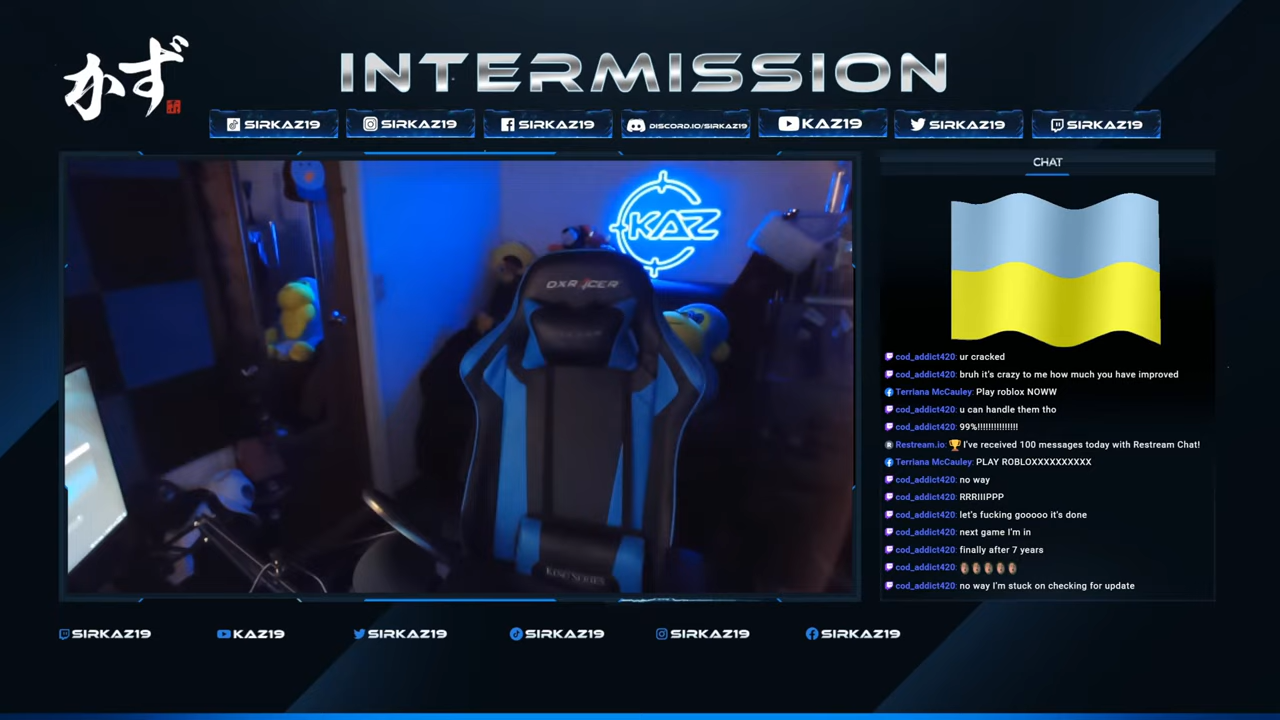 かず
INTERMISSION
SIRKAZ19
SIRKAZ19
SIRKAZ19
DISCORD.IO/SIRKAZ19
KAZ19
SIRKAZ19
SIRKAZ19
CHAT
KAZ
DXRACER
KING SERIES
cod_addict420: ur cracked
cod_addict420: bruh it's crazy to me how much you have improved
Terriana McCauley: Play roblox NOWW
cod_addict420: u can handle them tho
cod_addict420: 99%!!!!!!!!!!!!!!!
Restream.io: 🏆 I've received 100 messages today with Restream Chat!
Terriana McCauley: PLAY ROBLOXXXXXXXXXX
cod_addict420: no way
cod_addict420: RRRIIIPPP
cod_addict420: let's fucking gooooo it's done
cod_addict420: next game I'm in
cod_addict420: finally after 7 years
cod_addict420:
cod_addict420: no way I'm stuck on checking for update
SIRKAZ19
KAZ19
SIRKAZ19
SIRKAZ19
SIRKAZ19
SIRKAZ19